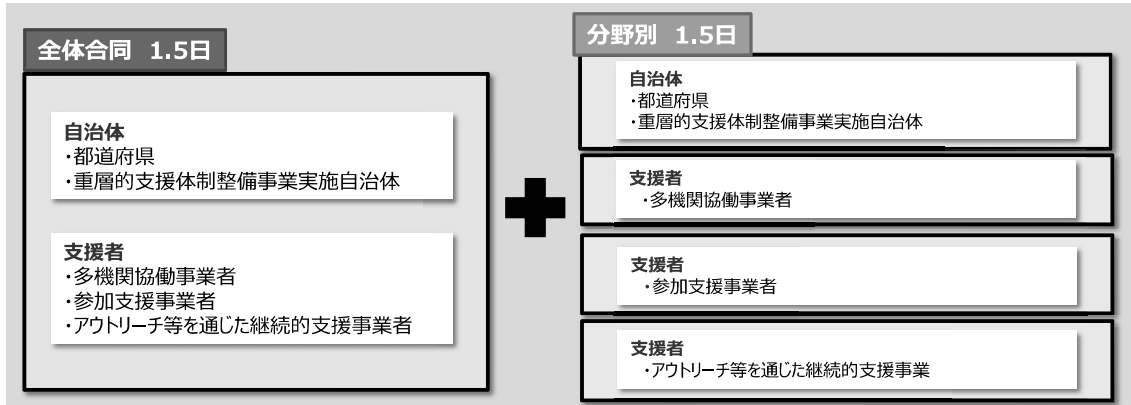 全体合同 1.5日
自治体
・都道府県
・重層的支援体制整備事業実施自治体
支援者
・多機関協働事業者
・参加支援事業者
・アウトリーチ等を通じた継続的支援事業者
分野別 1.5日
自治体
・都道府県
・重層的支援体制整備事業実施自治体
支援者
・多機関協働事業者
支援者
・参加支援事業者
支援者
・アウトリーチ等を通じた継続的支援事業